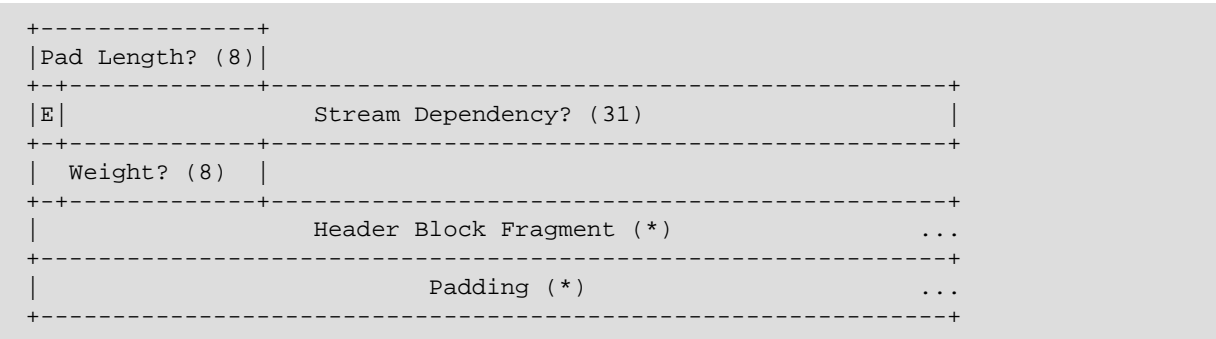 +---------------+
|Pad Length? (8)|
+-+-------------+-----------------------------------------------+
|E|                 Stream Dependency? (31)                     |
+-+-------------+-----------------------------------------------+
|  Weight? (8)  |
+-+-------------+-----------------------------------------------+
|                   Header Block Fragment (*)                 ...
+---------------------------------------------------------------+
|                           Padding (*)                       ...
+---------------------------------------------------------------+